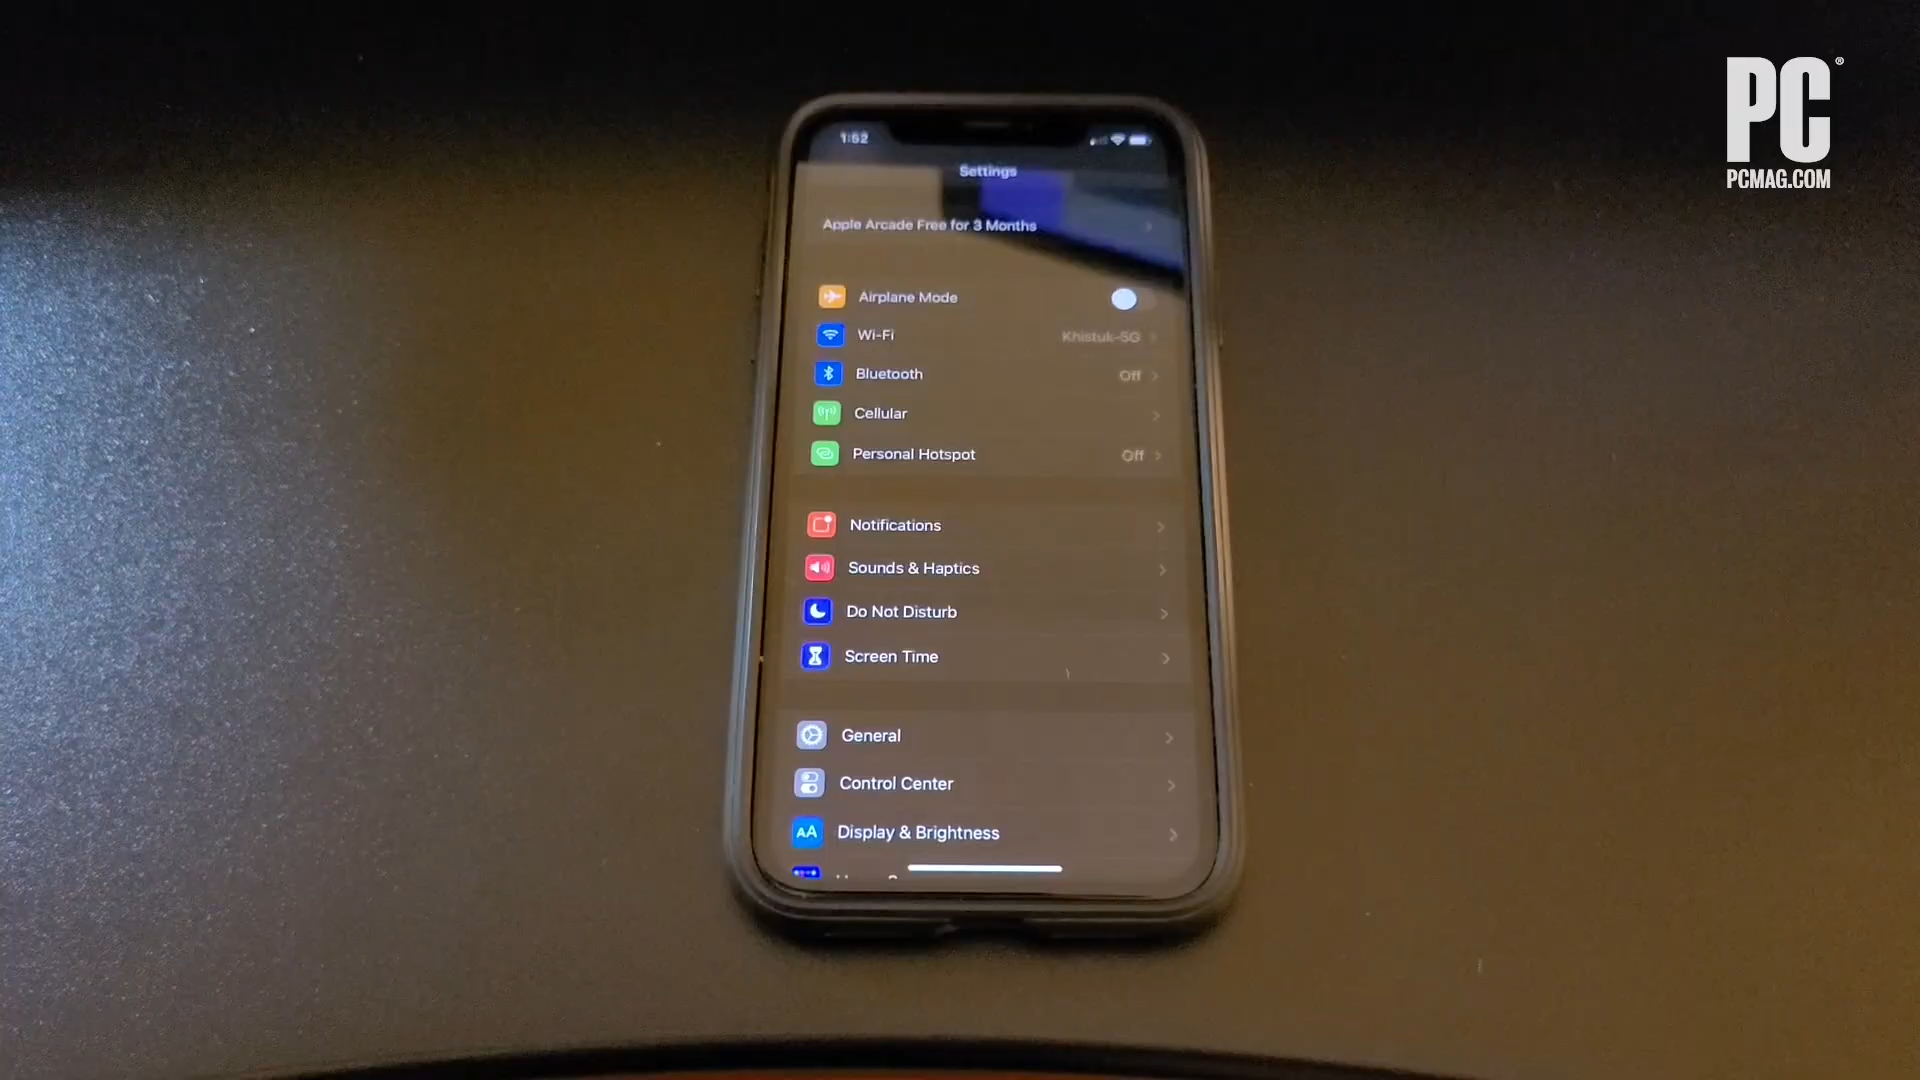 PC®
PCMAG.COM
1:52
Settings
Apple Arcade Free for 3 Months
Airplane Mode
Wi-Fi Khistuk-5G
Bluetooth Off
Cellular
Personal Hotspot Off
Notifications
Sounds & Haptics
Do Not Disturb
Screen Time
General
Control Center
AA Display & Brightness